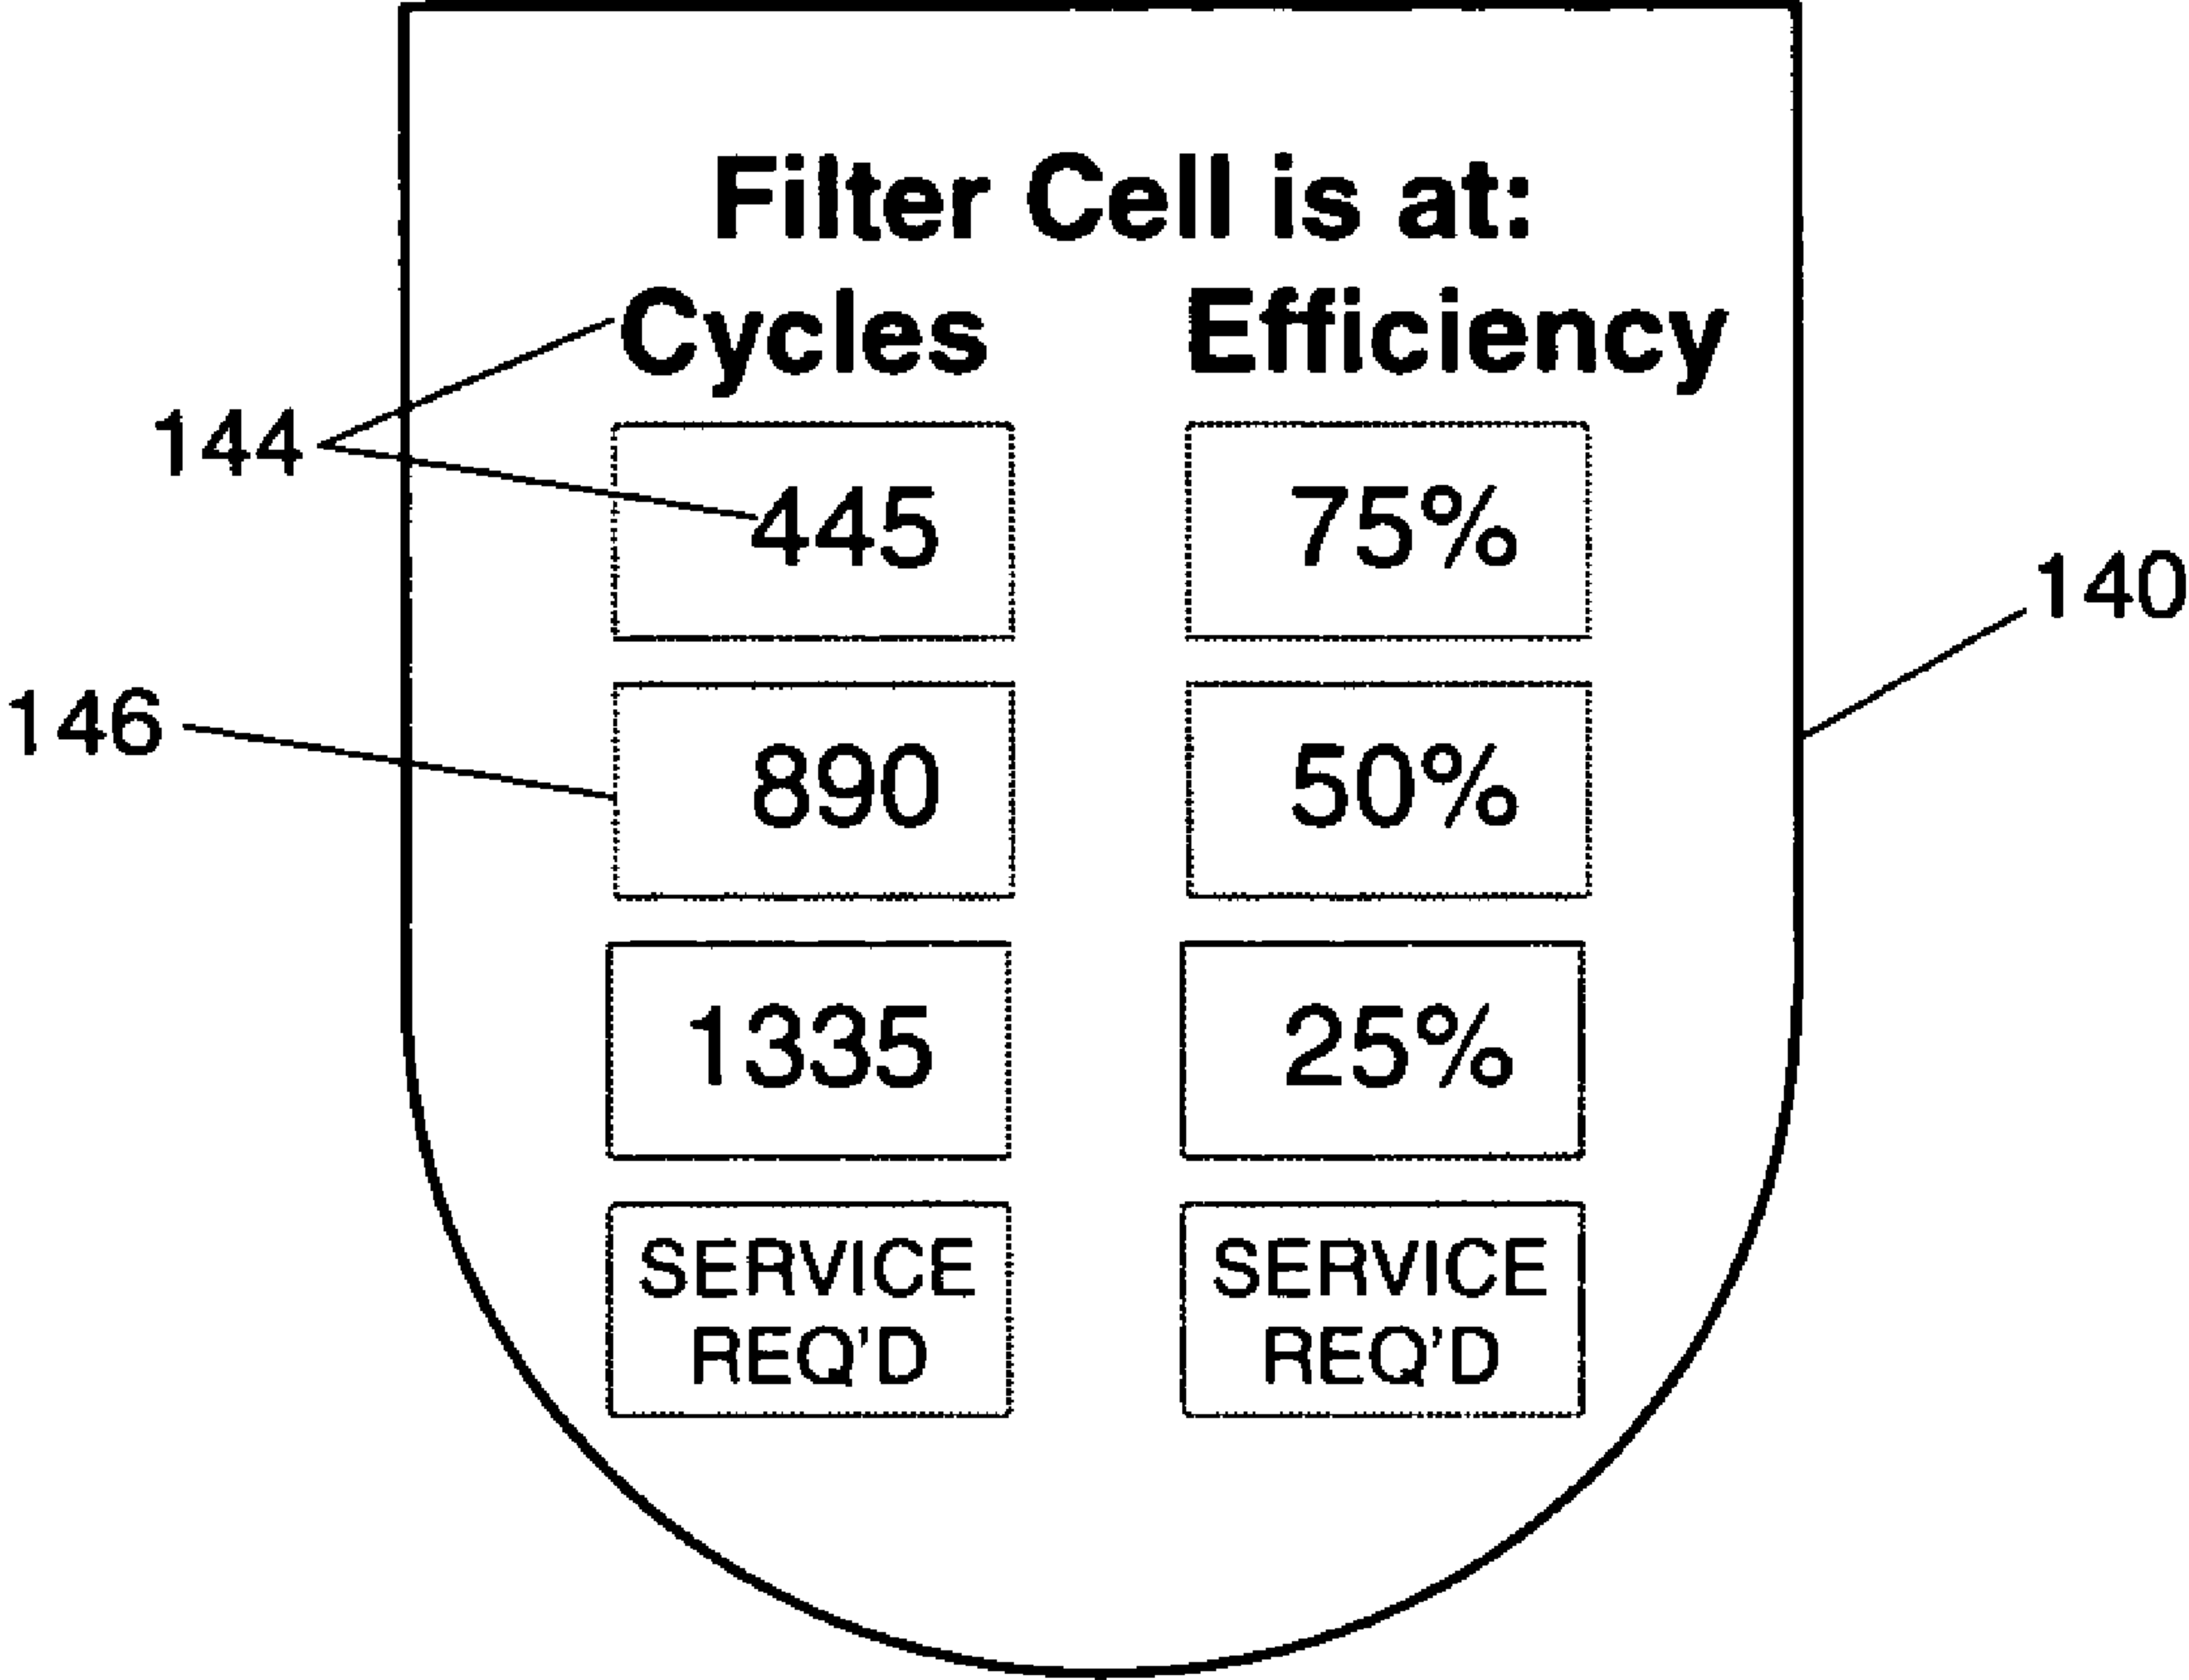 Filter Cell is at:
Cycles Efficiency
144
445 75%
140
146
890 50%
1335 25%
SERVICE REQ'D SERVICE REQ'D